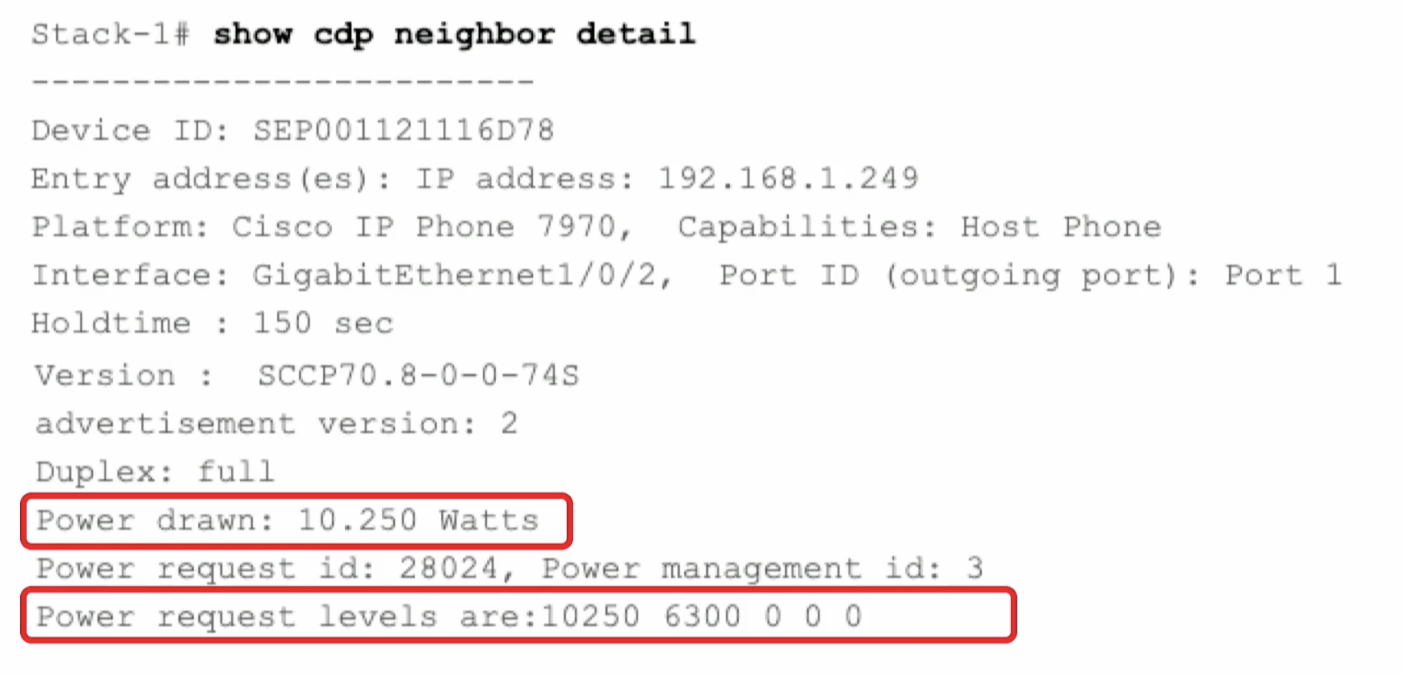 Stack-1# show cdp neighbor detail
-------------------------
Device ID: SEP001121116D78
Entry address(es): IP address: 192.168.1.249
Platform: Cisco IP Phone 7970,  Capabilities: Host Phone
Interface: GigabitEthernet1/0/2,  Port ID (outgoing port): Port 1
Holdtime : 150 sec
Version :  SCCP70.8-0-0-74S
advertisement version: 2
Duplex: full
Power drawn: 10.250 Watts
Power request id: 28024, Power management id: 3
Power request levels are:10250 6300 0 0 0